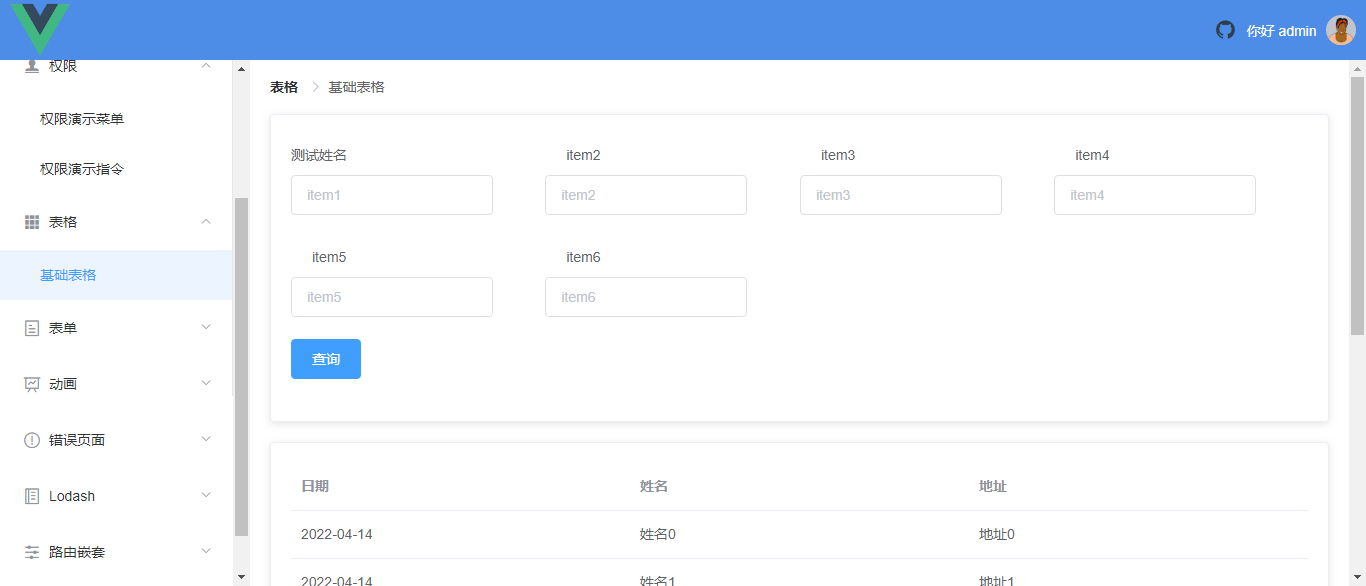 你好 admin
权限
权限演示菜单
权限演示指令
表格
基础表格
表单
动画
错误页面
Lodash
路由嵌套
表格 基础表格
测试姓名 item2 item3 item4
item1 item2 item3 item4
item5 item6
item5 item6
查询
日期 姓名 地址
2022-04-14 姓名0 地址0
2022-04-14 姓名1 地址1